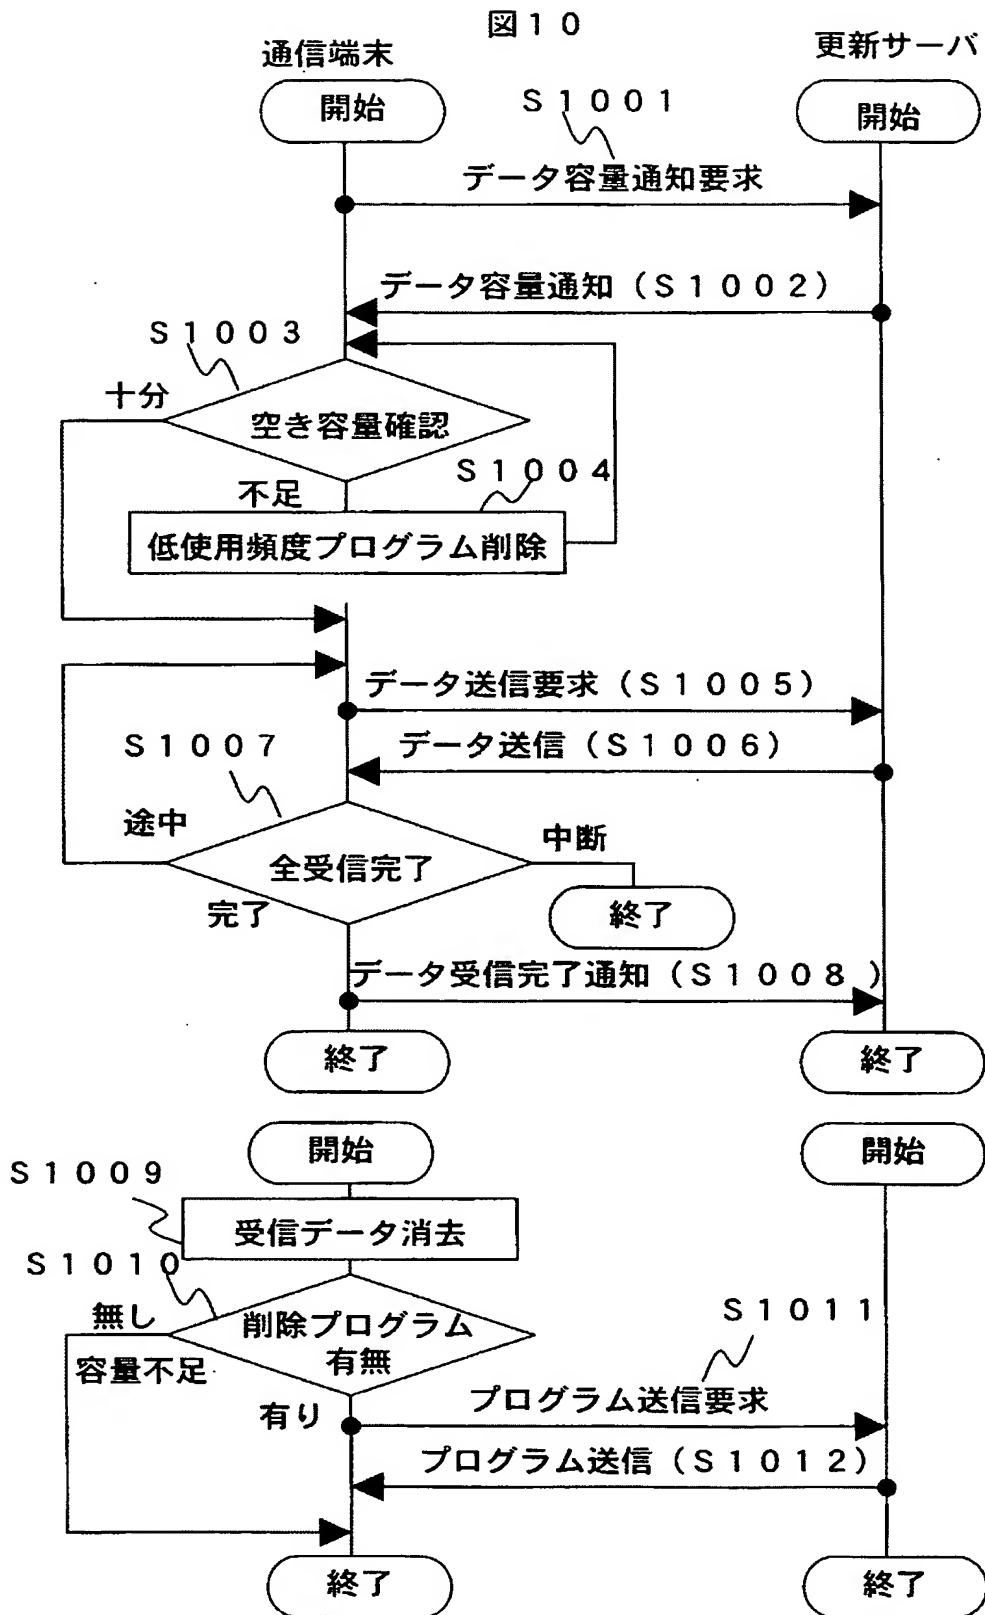 図10
通信端末
更新サーバ
開始
開始
S1001
データ容量通知要求
データ容量通知(S1002)
S1003
十分
空き容量確認
S1004
不足
低使用頻度プログラム削除
データ送信要求(S1005)
データ送信(S1006)
S1007
途中
中断
全受信完了
完了
終了
データ受信完了通知(S1008)
終了
終了
開始
開始
S1009
受信データ消去
S1010
無し
削除プログラム
有無
容量不足
S1011
有り
プログラム送信要求
プログラム送信(S1012)
終了
終了